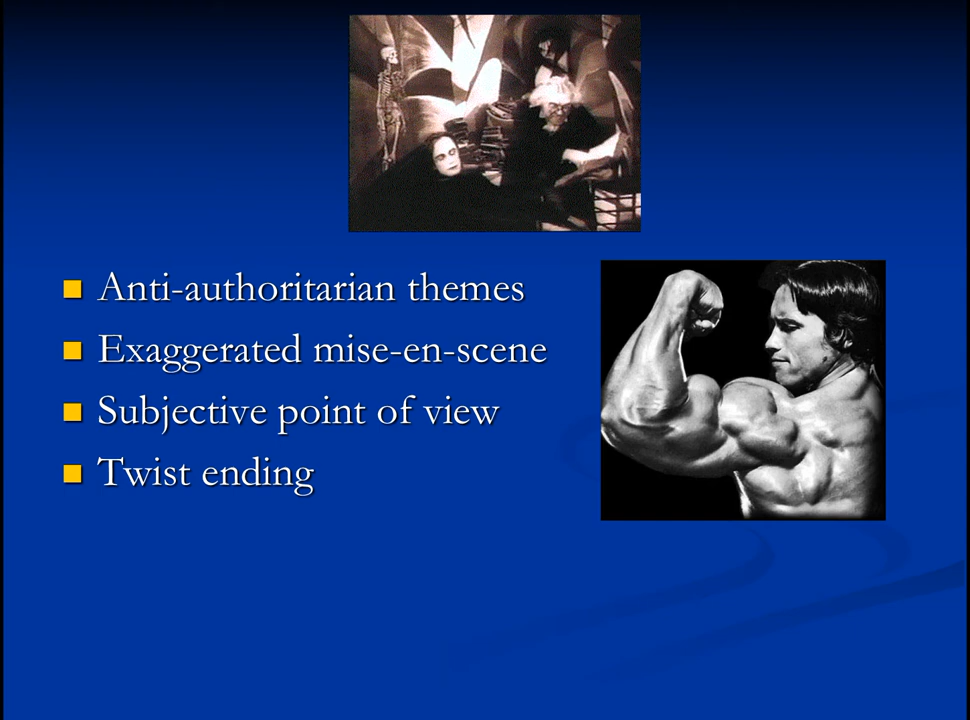 Anti-authoritarian themes
Exaggerated mise-en-scene
Subjective point of view
Twist ending